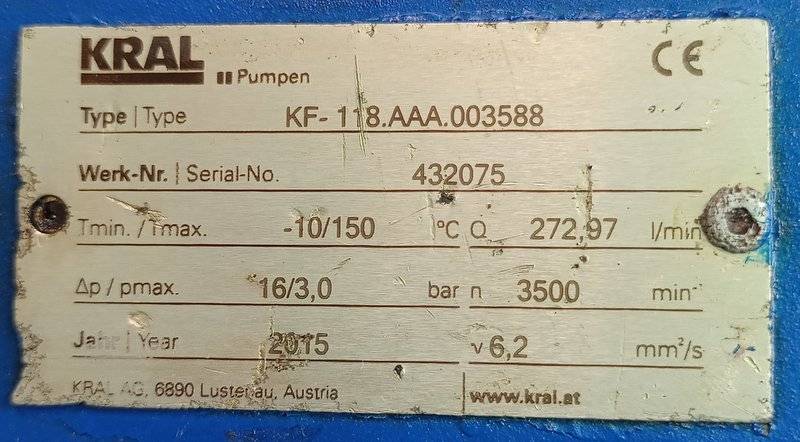 KRAL Pumpen CE
Type | Type KF-118.AAA.003588
Werk-Nr. | Serial-No. 432075
Tmin. / Tmax. -10/150 °C Q 272,97 l/min
Δp / pmax. 16/3,0 bar n 3500 min⁻¹
Jahr | Year 2015 ν 6,2 mm²/s
KRAL AG, 6890 Lustenau, Austria www.kral.at